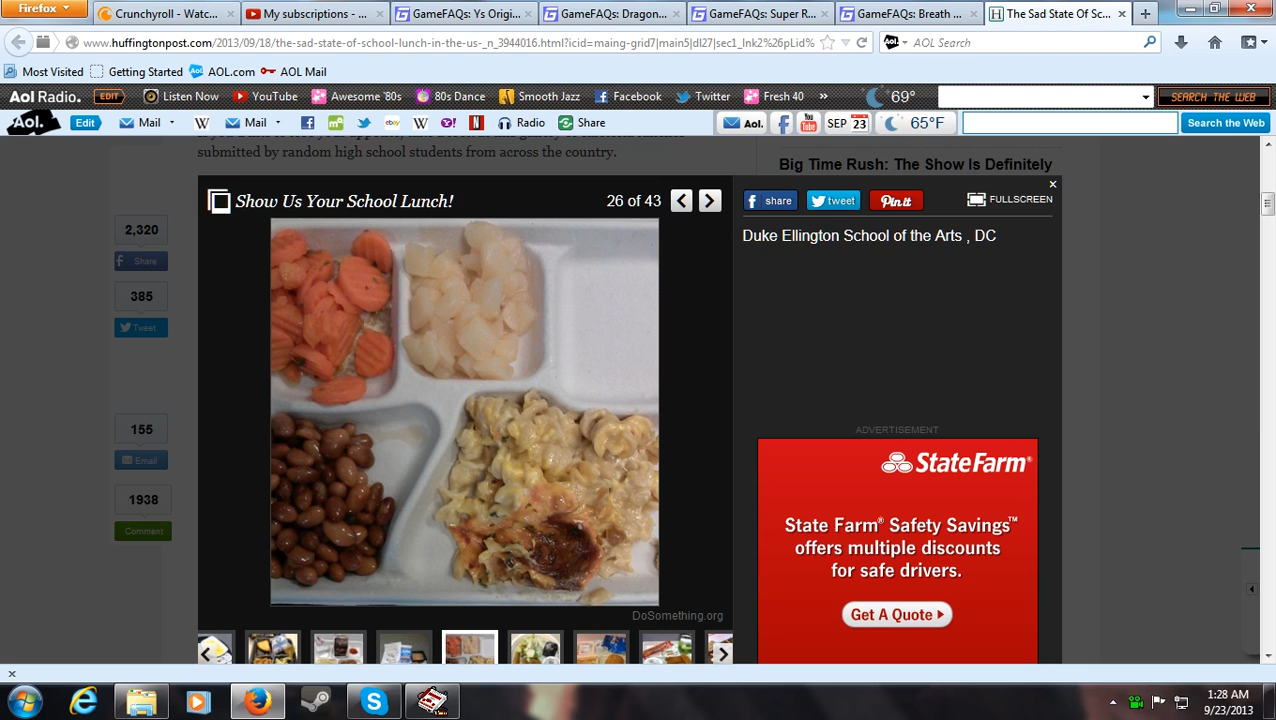 Firefox
Crunchyroll - Watc...
My subscriptions - ...
GameFAQs: Ys Origi...
GameFAQs: Dragon...
GameFAQs: Super R...
GameFAQs: Breath ...
The Sad State Of Sc...
www.huffingtonpost.com/2013/09/18/the-sad-state-of-school-lunch-in-the-us-_n_3944016.html?icid=maing-grid7|main5|dl27|sec1_lnk2%26pLid%
AOL Search
Most Visited
Getting Started
AOL.com
AOL Mail
Aol Radio.
EDIT
Listen Now
YouTube
Awesome '80s
80s Dance
Smooth Jazz
Facebook
Twitter
Fresh 40
69°
SEARCH THE WEB
Aol.
Edit
Mail
W
Mail
ebay
W
Y!
N
Radio
Share
Aol.
You Tube
SEP 23
65°F
Search the Web
submitted by random high school students from across the country.
Big Time Rush: The Show Is Definitely
Show Us Your School Lunch!
26 of 43
share
tweet
Pin it
FULLSCREEN
Duke Ellington School of the Arts , DC
2,320
Share
385
Tweet
155
Email
1938
Comment
ADVERTISEMENT
StateFarm®
State Farm® Safety Savings™
offers multiple discounts
for safe drivers.
Get A Quote
DoSomething.org
1:28 AM
9/23/2013